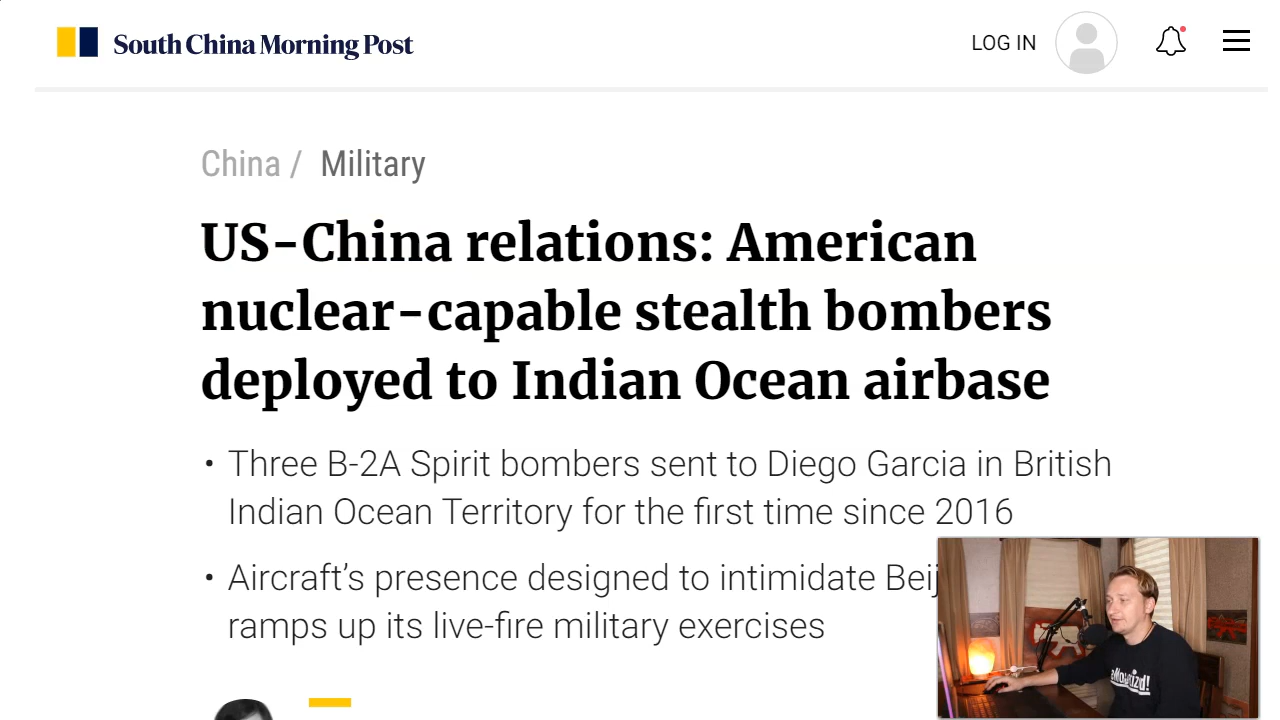 South China Morning Post
LOG IN
China / Military
US-China relations: American
nuclear-capable stealth bombers
deployed to Indian Ocean airbase
• Three B-2A Spirit bombers sent to Diego Garcia in British
Indian Ocean Territory for the first time since 2016
• Aircraft’s presence designed to intimidate
ramps up its live-fire military exercises